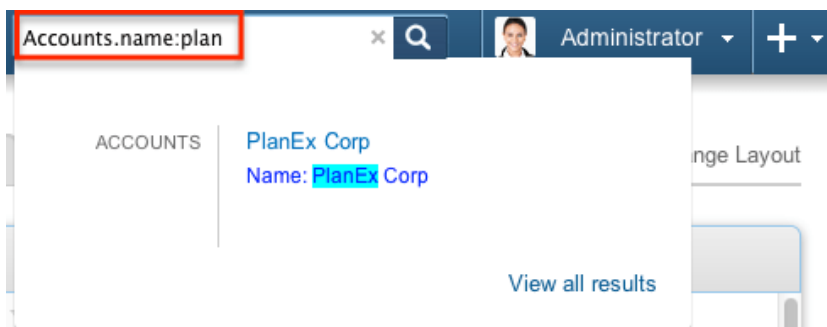 Accounts.name:plan
Administrator
ACCOUNTS
PlanEx Corp
Name: PlanEx Corp
nge Layout
View all results